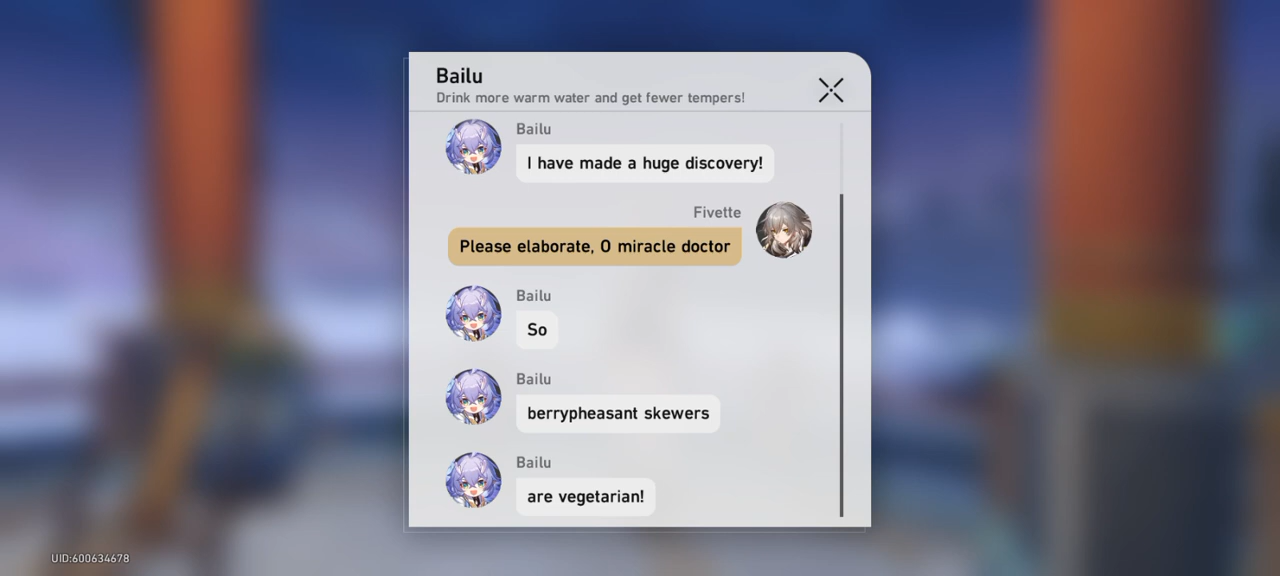 Bailu
Drink more warm water and get fewer tempers!
Bailu
I have made a huge discovery!
Fivette
Please elaborate, O miracle doctor
Bailu
So
Bailu
berrypheasant skewers
Bailu
are vegetarian!
UID:600634678